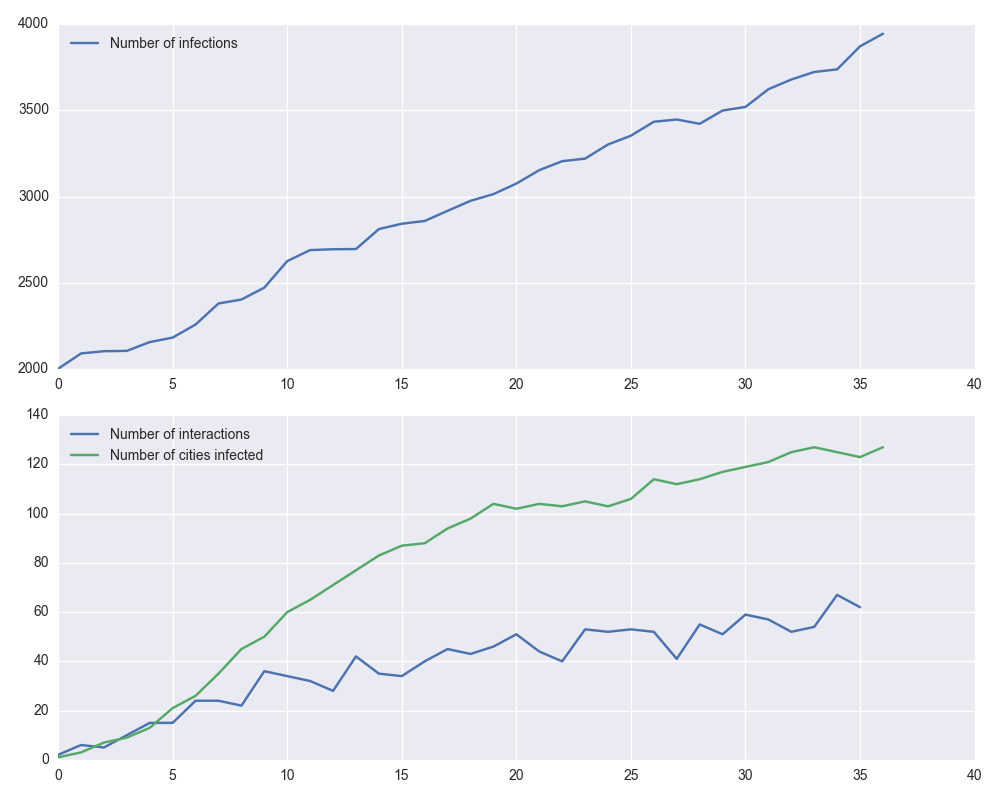 4000
Number of infections
3500
3000
2500
2000
0 5 10 15 20 25 30 35 40
140
Number of interactions
Number of cities infected
120
100
80
60
40
20
0
0 5 10 15 20 25 30 35 40